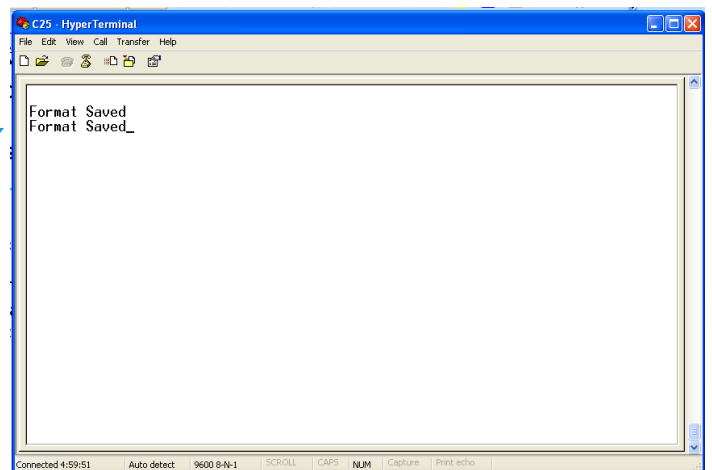 C25 - HyperTerminal
File Edit View Call Transfer Help
Format Saved
Format Saved_
Connected 4:59:51 Auto detect 9600 8-N-1 SCROLL CAPS NUM Capture Print echo